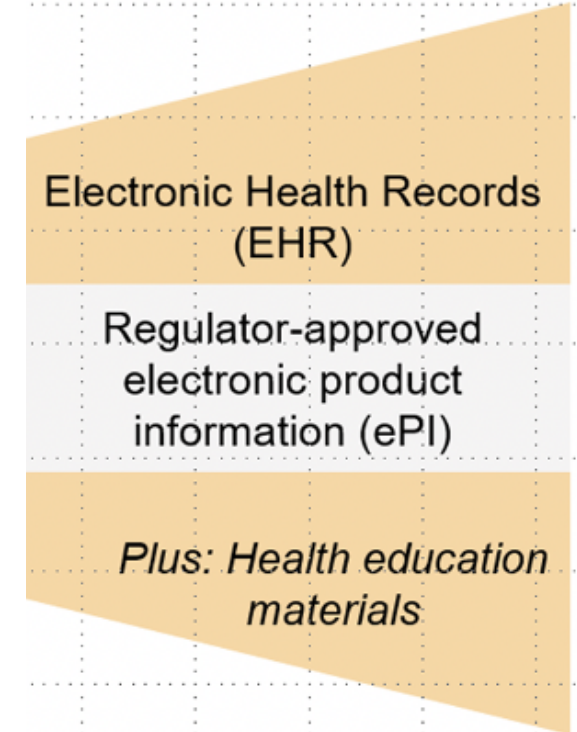 Electronic Health Records
(EHR)
Regulator-approved
electronic product
information (ePI)
Plus: Health education
materials